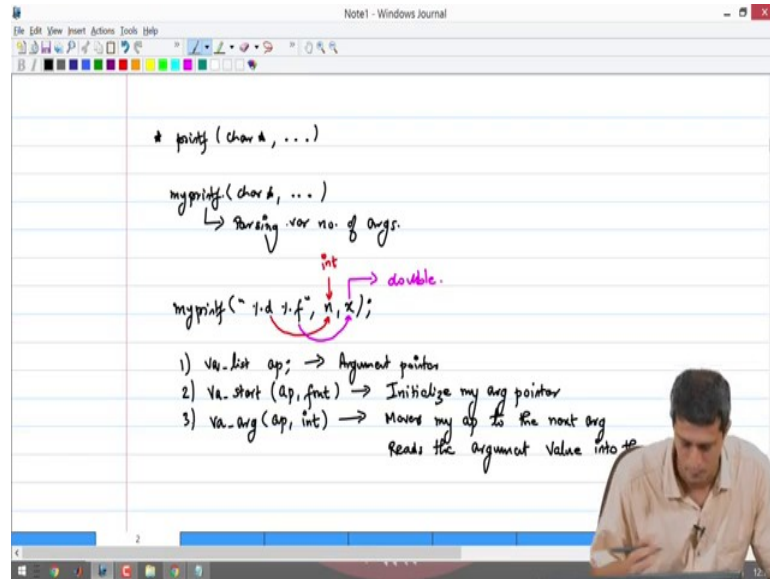 Note1 - Windows Journal
File Edit View Insert Actions Tools Help
* printf (char *, ...)
myprintf (char *, ...)
↳ Parsing var no. of args.
int
→ double.
myprintf (" %d %f", n, x);
1) va_list ap; → Argument pointer
2) va_start (ap, fmt) → Initialize my arg pointer
3) va_arg (ap, int) → Moves my ap to the next arg
Reads the argument value into
2